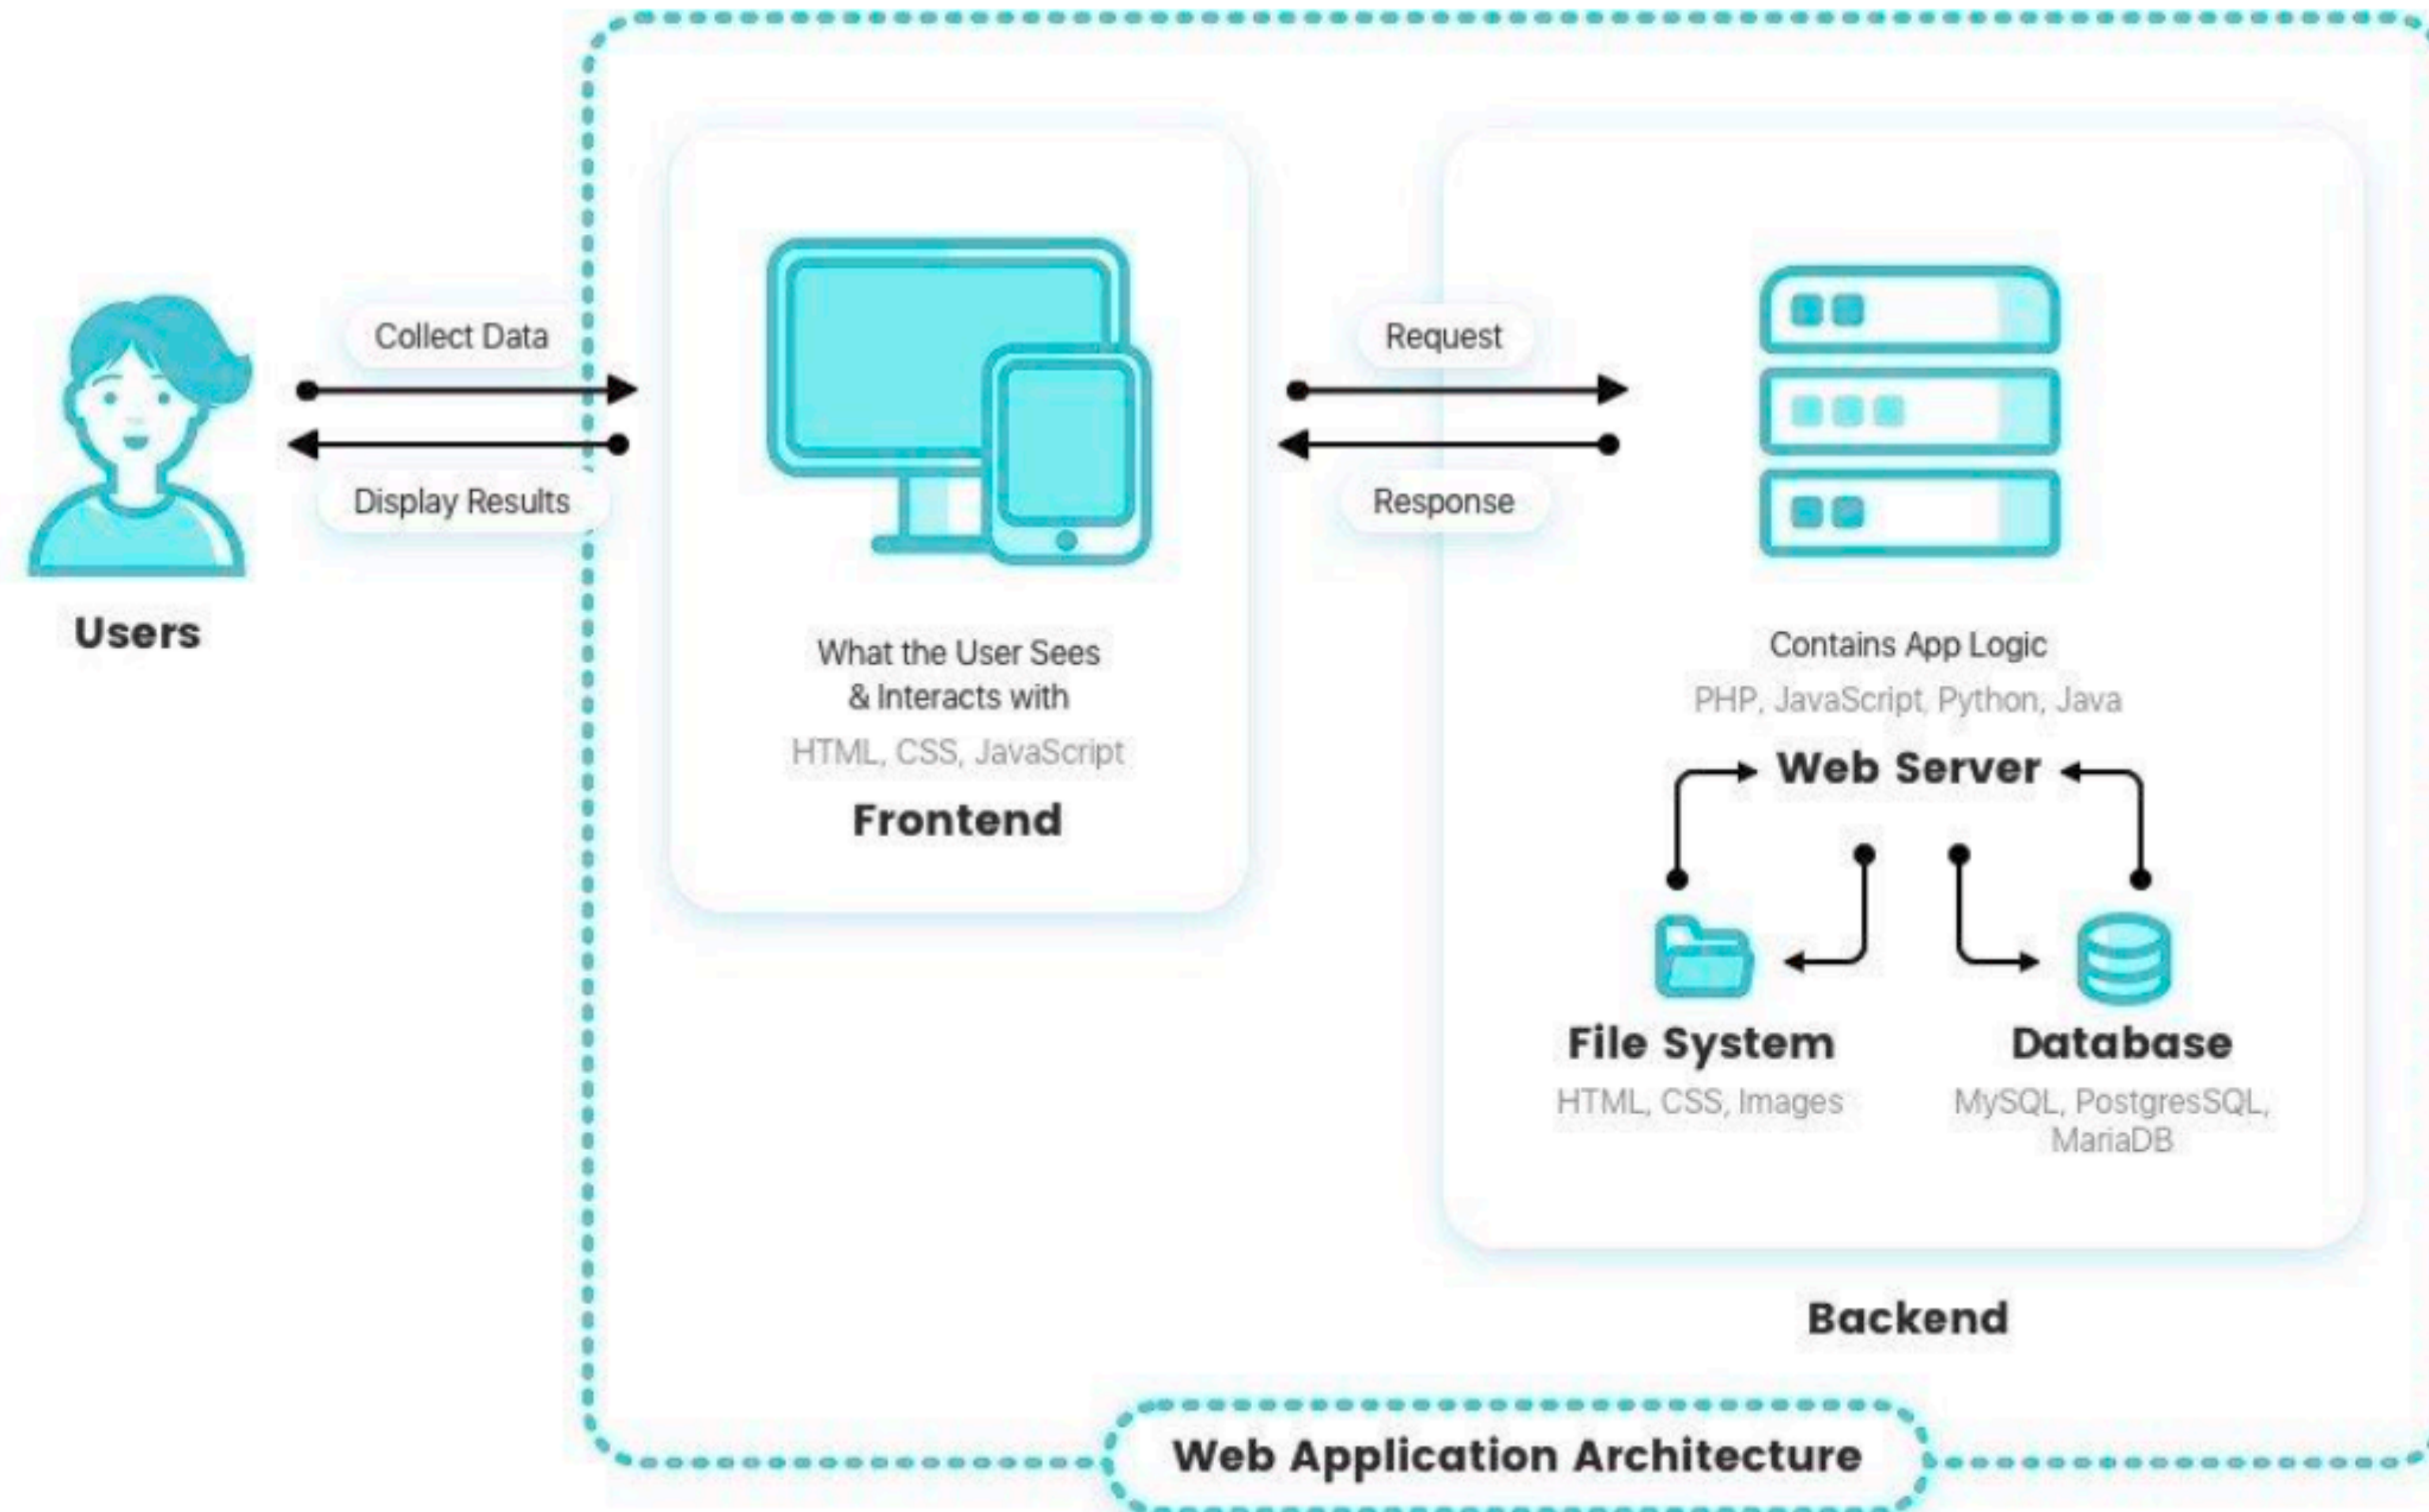 Collect Data
Display Results
Users
What the User Sees
& Interacts with
HTML, CSS, JavaScript
Frontend
Request
Response
Contains App Logic
PHP, JavaScript, Python, Java
Web Server
File System
HTML, CSS, Images
Database
MySQL, PostgresSQL,
MariaDB
Backend
Web Application Architecture